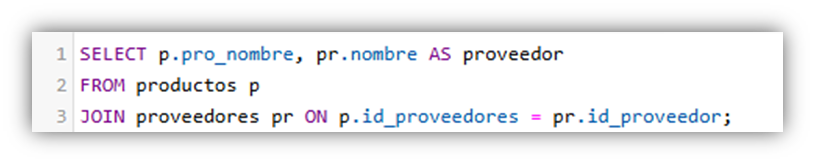 1 SELECT p.pro_nombre, pr.nombre AS proveedor
2 FROM productos p
3 JOIN proveedores pr ON p.id_proveedores = pr.id_proveedor;